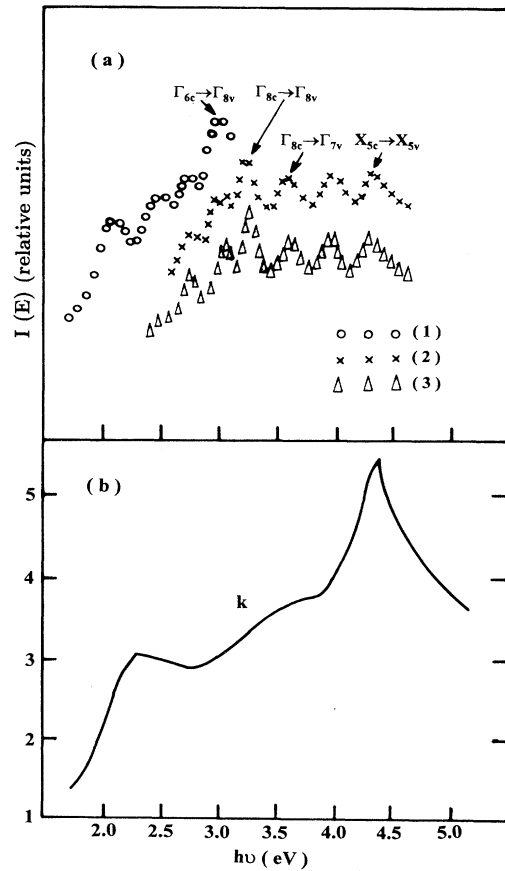 (a)
Γ6c→Γ8v
Γ8c→Γ8v
Γ8c→Γ7v
X5c→X5v
I (E) (relative units)
(1)
(2)
(3)
(b)
5
4
k
3
2
1
2.0 2.5 3.0 3.5 4.0 4.5 5.0
hυ (eV)